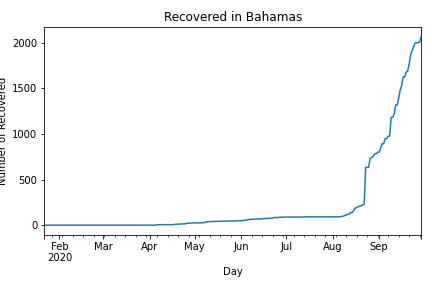 Recovered in Bahamas
Number of Recovered
2000
1500
1000
500
0
Feb Mar Apr May Jun Jul Aug Sep
2020
Day